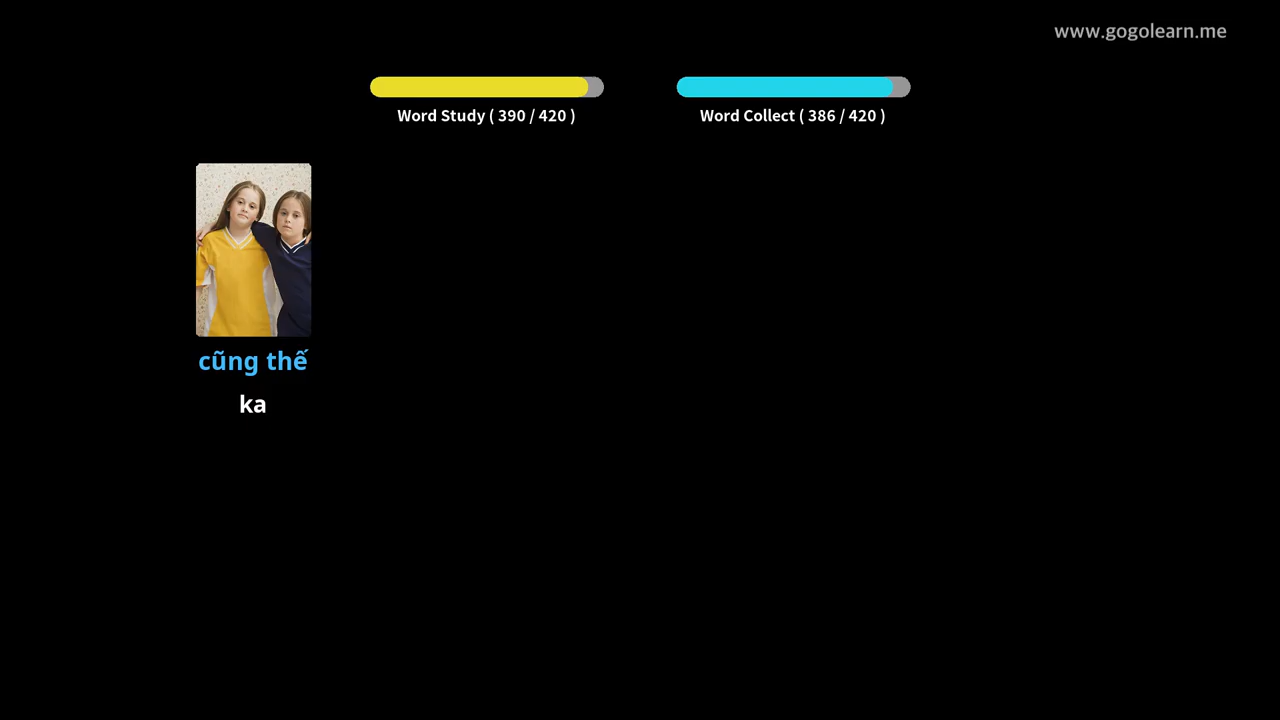 www.gogolearn.me
Word Study ( 390 / 420 )
Word Collect ( 386 / 420 )
cũng thế
ka